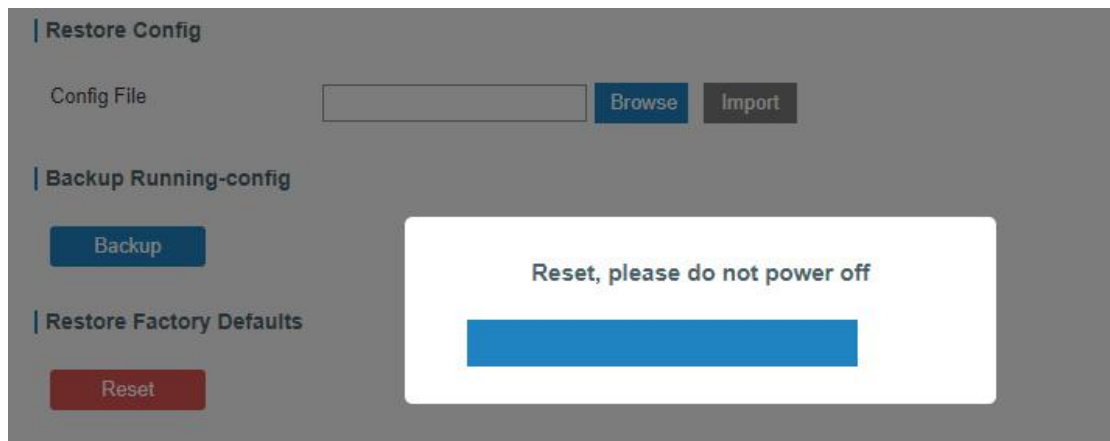 Restore Config
Config File
Browse
Import
Backup Running-config
Backup
Reset, please do not power off
Restore Factory Defaults
Reset